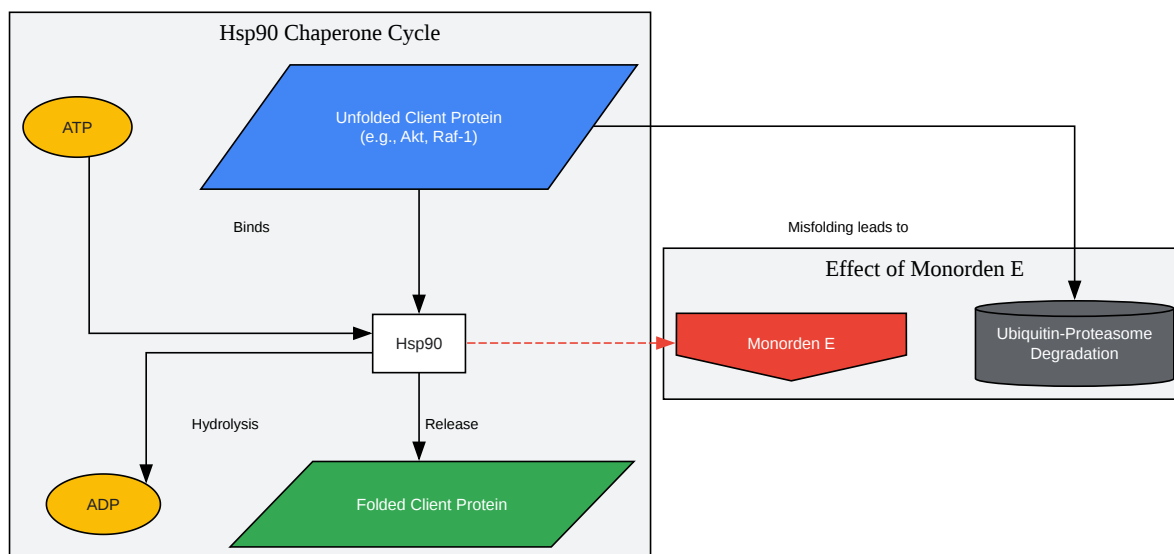 Hsp90 Chaperone Cycle
ATP
Unfolded Client Protein
(e.g., Akt, Raf-1)
Binds
Misfolding leads to
Effect of Monorden E
Hsp90
Monorden E
Ubiquitin-Proteasome
Degradation
Hydrolysis
Release
ADP
Folded Client Protein